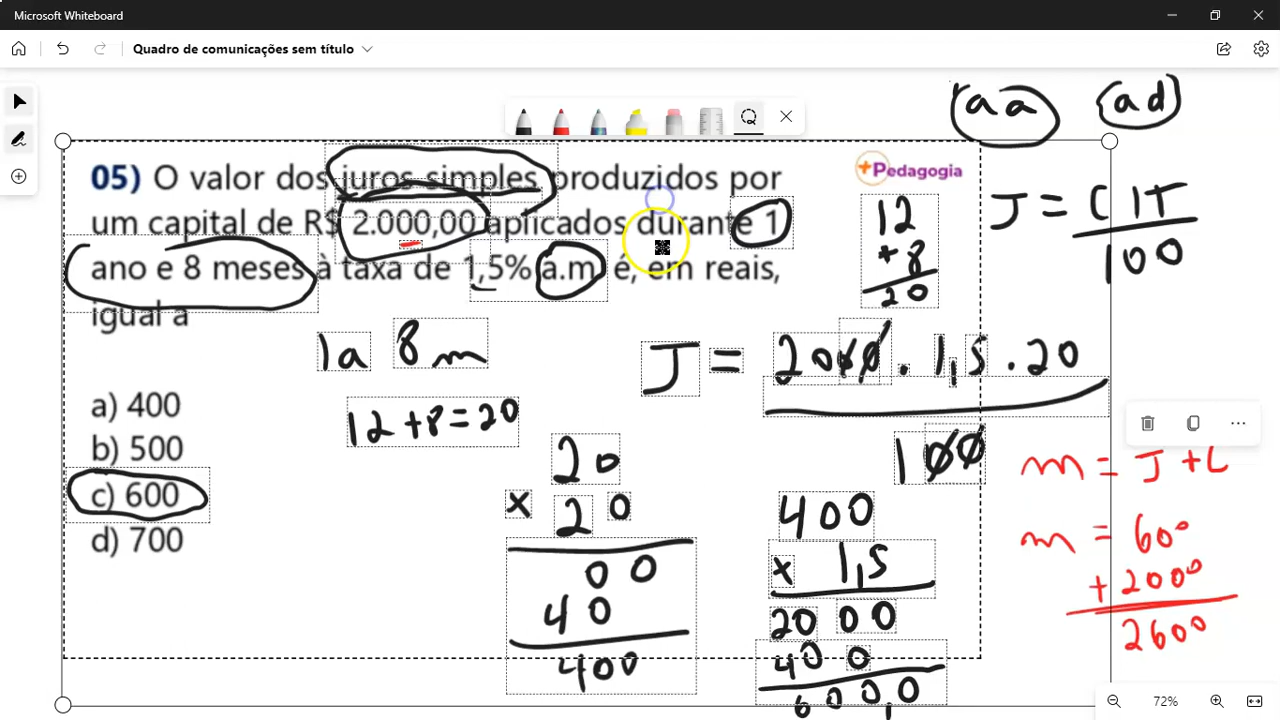 Microsoft Whiteboard
Quadro de comunicações sem título
(aa) (ad)
05) O valor dos juros simples produzidos por
um capital de R$ 2.000,00 aplicados durante 1
ano e 8 meses à taxa de 1,5% a.m é, em reais,
igual a
+Pedagogia
12
+ 8
20
J = CIT
100
1a 8m
12 + 8 = 20
J = 2000 . 1,5 . 20
100
a) 400
b) 500
c) 600
d) 700
20
x 20
00
40
400
400
x 1,5
2000
400
600,0
m = J + C
m = 600
+ 2000
2600
72%